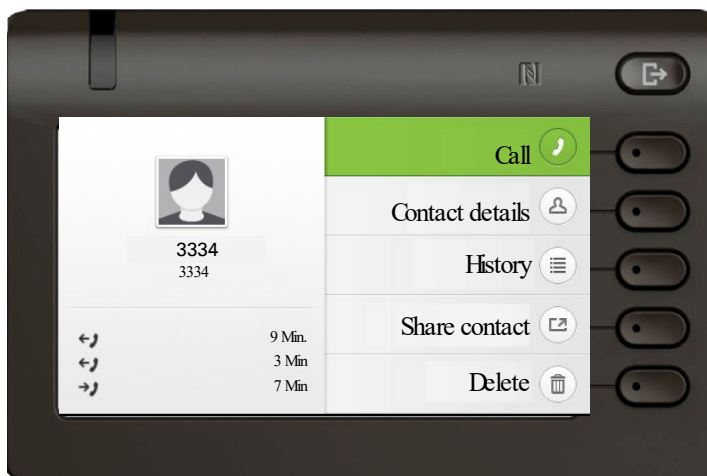 3334
3334
9 Min.
3 Min
7 Min
Call
Contact details
History
Share contact
Delete